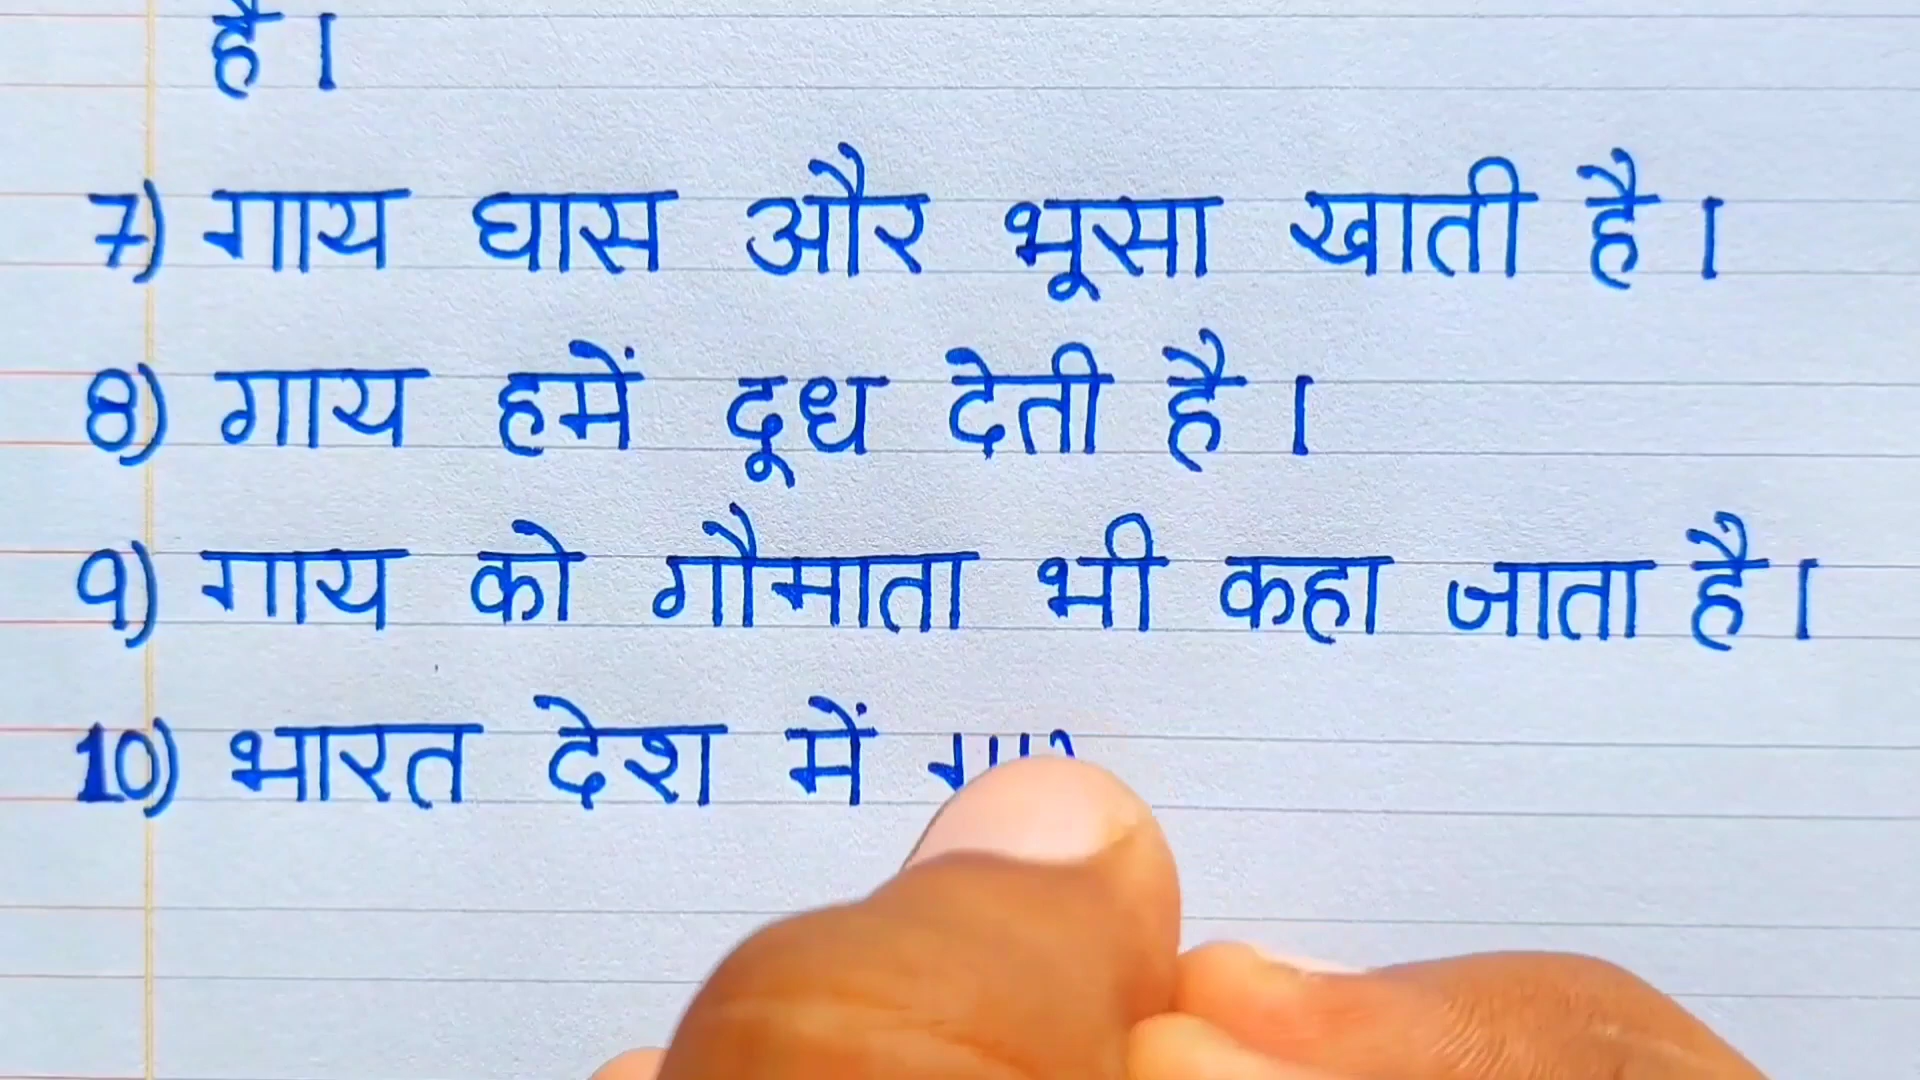 है।
7) गाय घास और भूसा खाती है।
8) गाय हमें दूध देती है।
9) गाय को गौमाता भी कहा जाता है।
10) भारत देश में